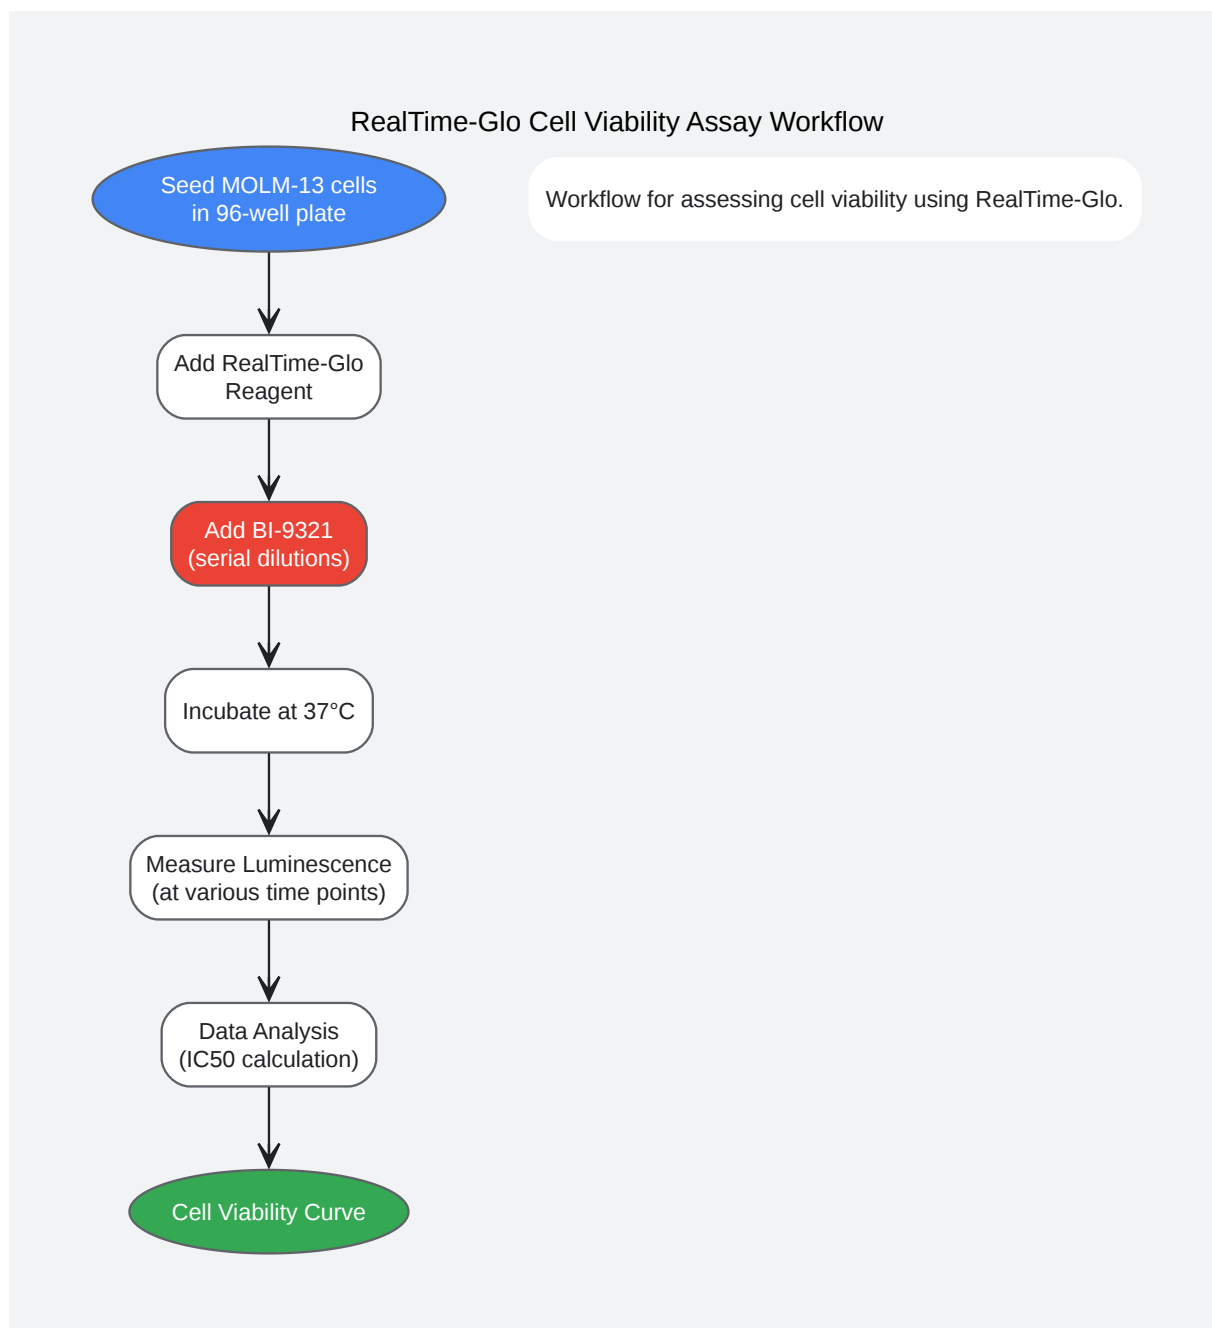 RealTime-Glo Cell Viability Assay Workflow
Seed MOLM-13 cells
in 96-well plate
Workflow for assessing cell viability using RealTime-Glo.
Add RealTime-Glo
Reagent
Add BI-9321
(serial dilutions)
Incubate at 37°C
Measure Luminescence
(at various time points)
Data Analysis
(IC50 calculation)
Cell Viability Curve